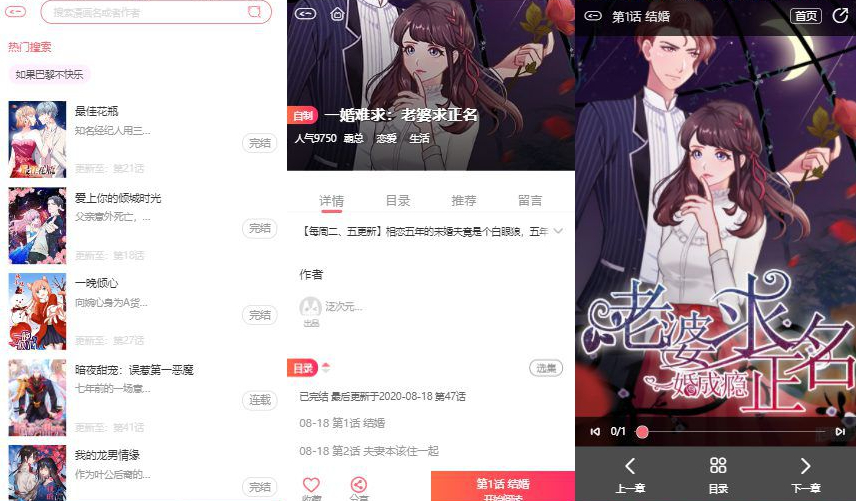 搜索漫画名或者作者
热门搜索
如果巴黎不快乐
最佳花瓶
知名经纪人用三...
完结
更新至：第21话
爱上你的倾城时光
父亲意外死亡，...
完结
更新至：第18话
一晚倾心
向婉心身为A货...
完结
更新至：第27话
暗夜甜宠：误惹第一恶魔
七年前的一场意...
连载
更新至：第41话
我的龙男情缘
作为叶公后裔的...
完结
自制
一婚难求：老婆求正名
人气9750 霸总 恋爱 生活
详情 目录 推荐 留言
【每周二、五更新】相恋五年的未婚夫竟是个白眼狼，五年
作者
泛次元...
出品
目录
选集
已完结 最后更新于2020-08-18 第47话
08-18 第1话 结婚
08-18 第2话 夫妻本该住一起
收藏 分享
第1话 结婚
开始阅读
第1话 结婚
首页
老婆求正名
一婚成瘾
0/1
上一章 目录 下一章